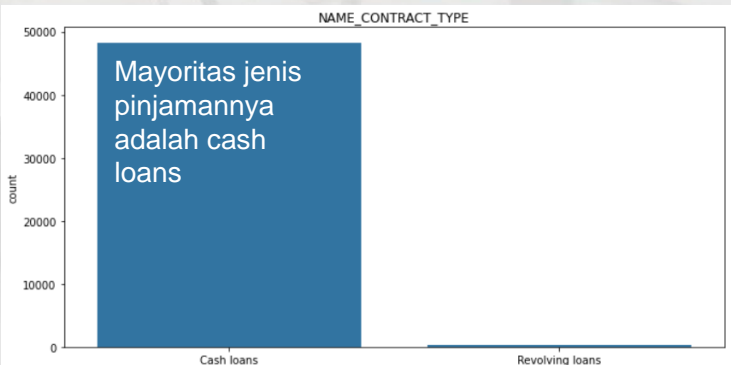 NAME_CONTRACT_TYPE
50000
40000
30000
20000
10000
0
count
Mayoritas jenis
pinjamannya
adalah cash
loans
Cash loans
Revolving loans